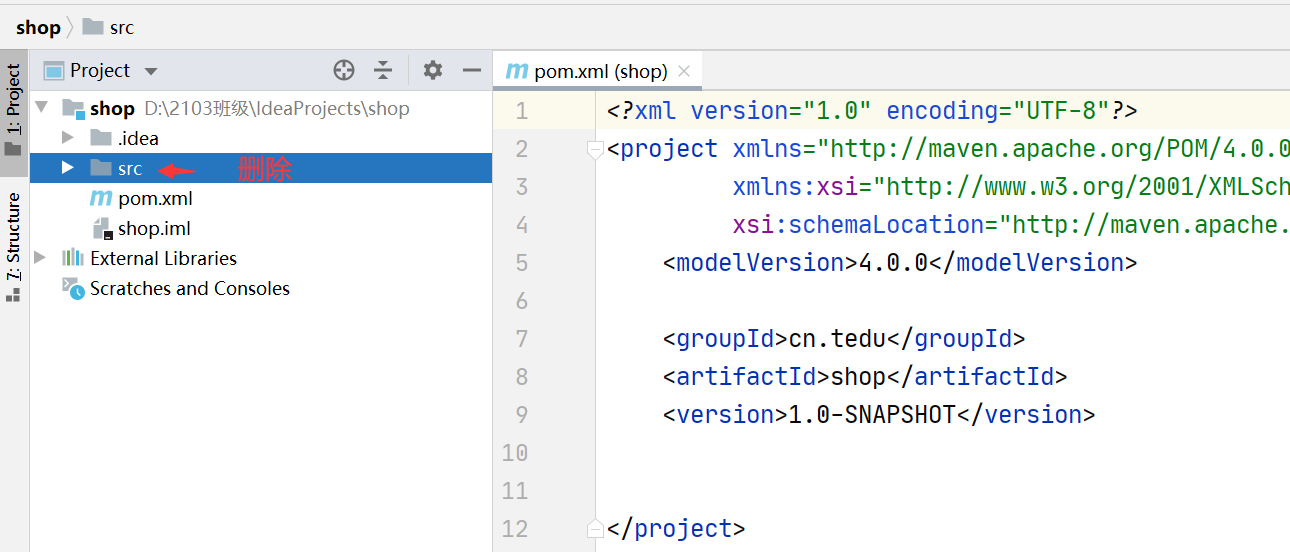 shop src
1: Project
7: Structure
Project
shop D:\2103班级\IdeaProjects\shop
.idea
src 删除
pom.xml
shop.iml
External Libraries
Scratches and Consoles
m pom.xml (shop)
1 <?xml version="1.0" encoding="UTF-8"?>
2 <project xmlns="http://maven.apache.org/POM/4.0.0
3 xmlns:xsi="http://www.w3.org/2001/XMLSch
4 xsi:schemaLocation="http://maven.apache.
5 <modelVersion>4.0.0</modelVersion>
6
7 <groupId>cn.tedu</groupId>
8 <artifactId>shop</artifactId>
9 <version>1.0-SNAPSHOT</version>
10
11
12 </project>